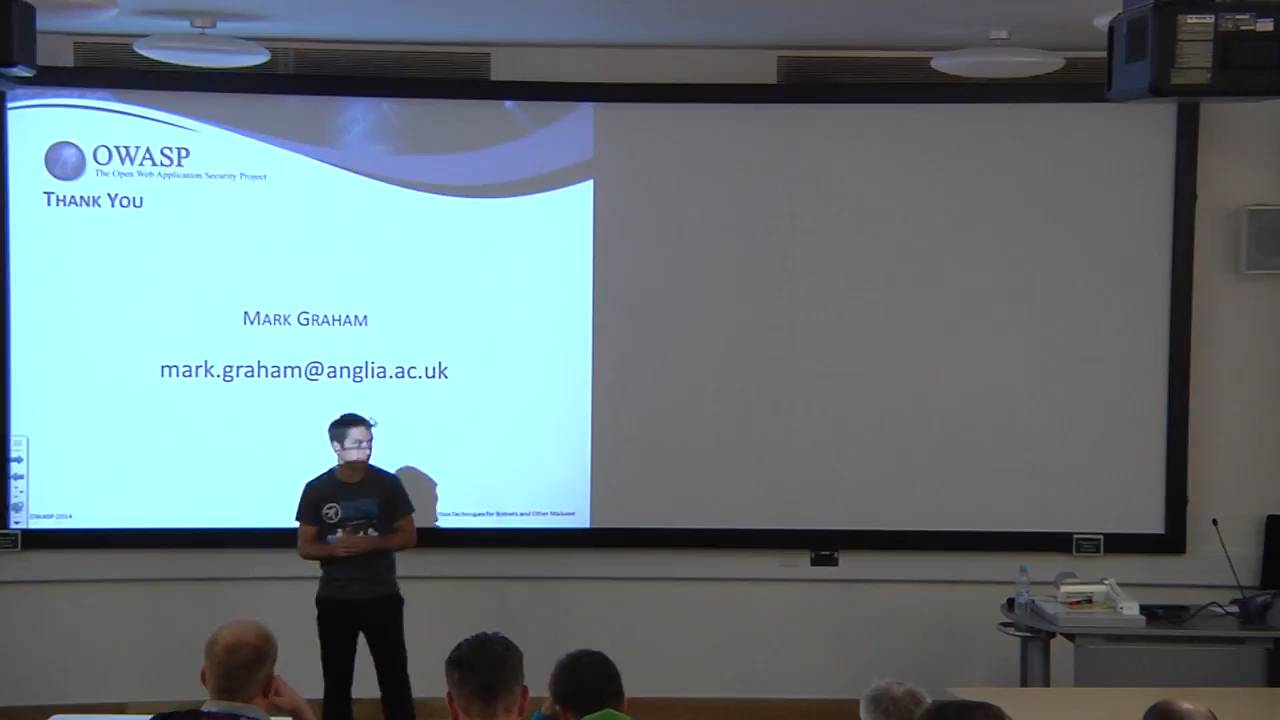 OWASP
The Open Web Application Security Project
THANK YOU
MARK GRAHAM
mark.graham@anglia.ac.uk
OWASP 2014
Techniques for Botnets and Other Malware